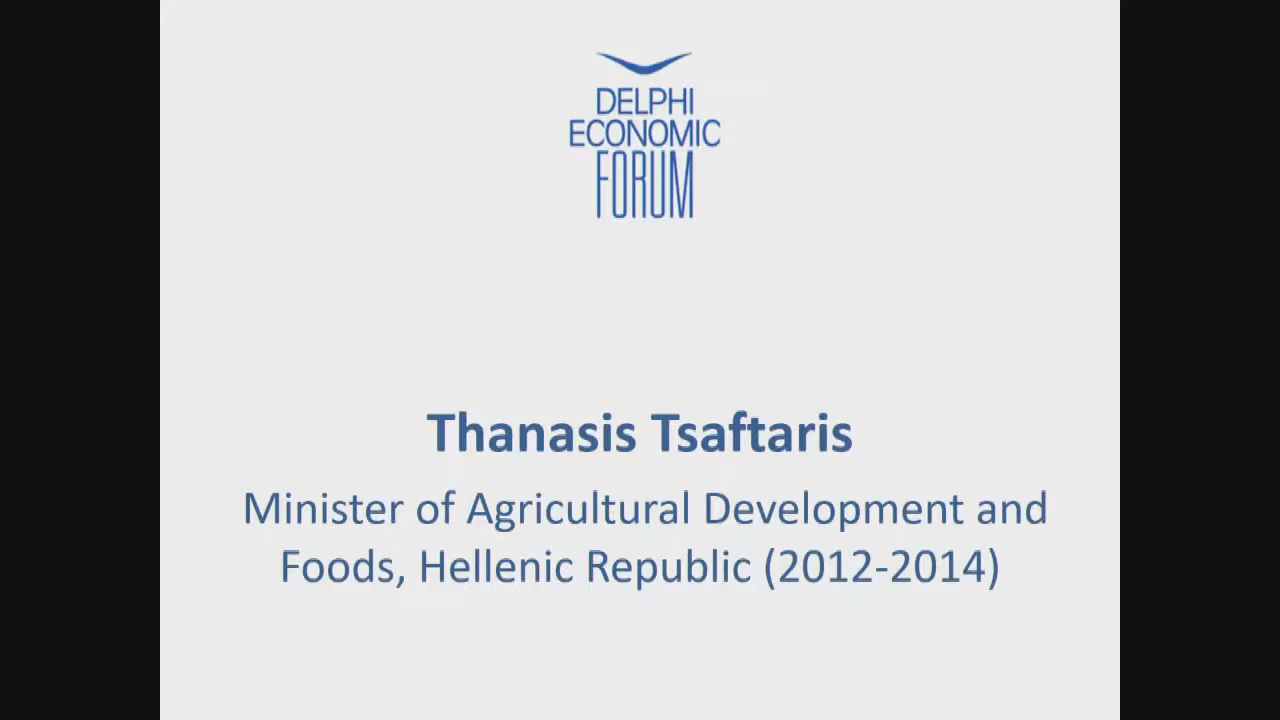 DELPHI
ECONOMIC
FORUM
Thanasis Tsaftaris
Minister of Agricultural Development and
Foods, Hellenic Republic (2012-2014)